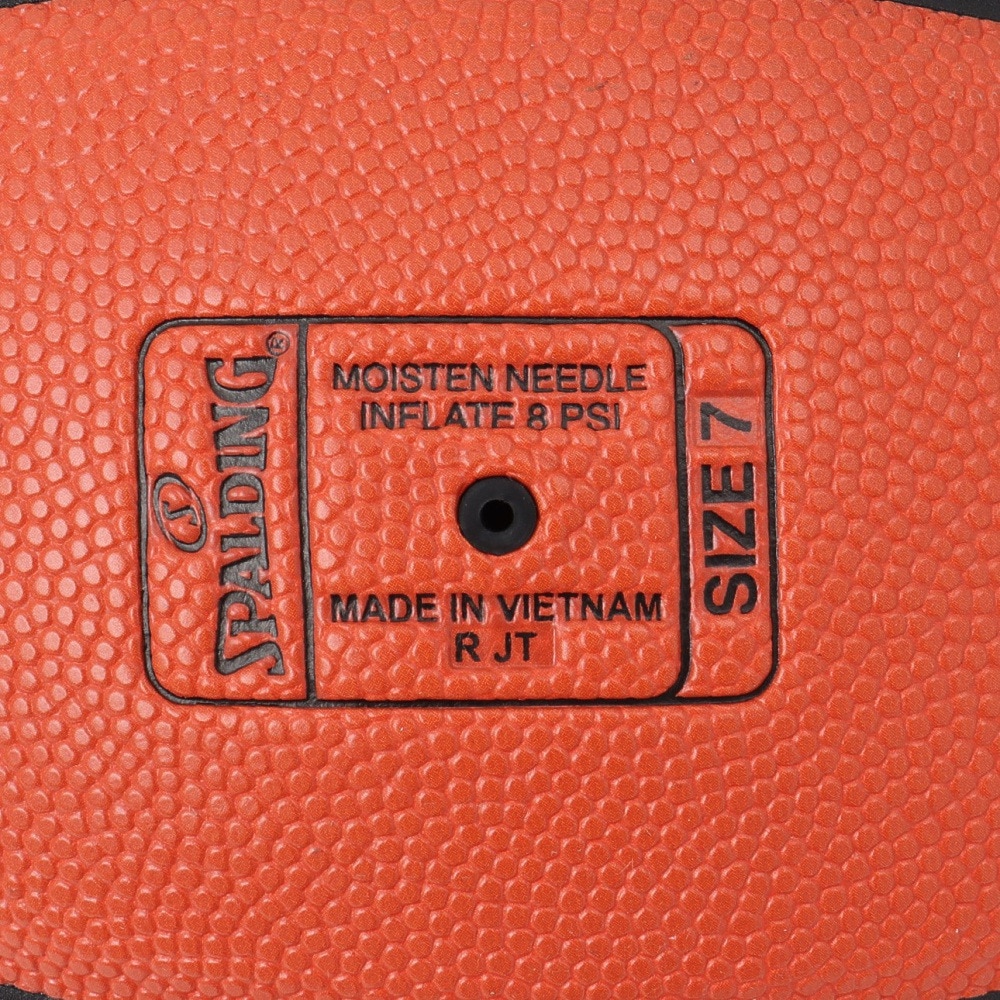 SPALDING®
MOISTEN NEEDLE
INFLATE 8 PSI
MADE IN VIETNAM
R JT
SIZE 7